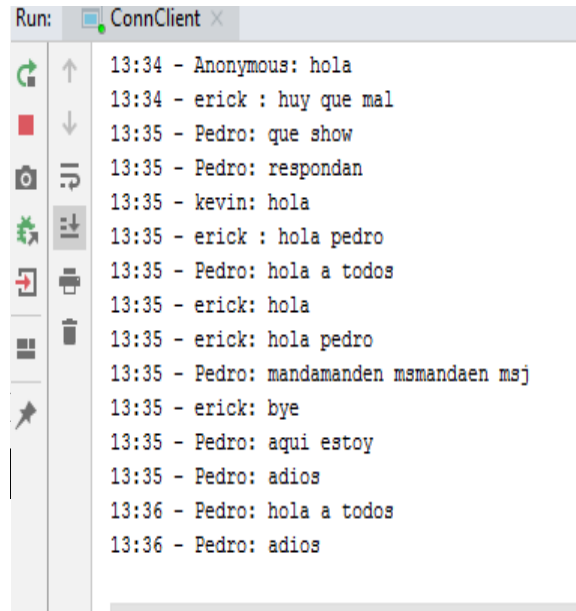 Run: ConnClient
13:34 - Anonymous: hola
13:34 - erick : huy que mal
13:35 - Pedro: que show
13:35 - Pedro: respondan
13:35 - kevin: hola
13:35 - erick : hola pedro
13:35 - Pedro: hola a todos
13:35 - erick: hola
13:35 - erick: hola pedro
13:35 - Pedro: mandamanden msmandaen msj
13:35 - erick: bye
13:35 - Pedro: aqui estoy
13:35 - Pedro: adios
13:36 - Pedro: hola a todos
13:36 - Pedro: adios